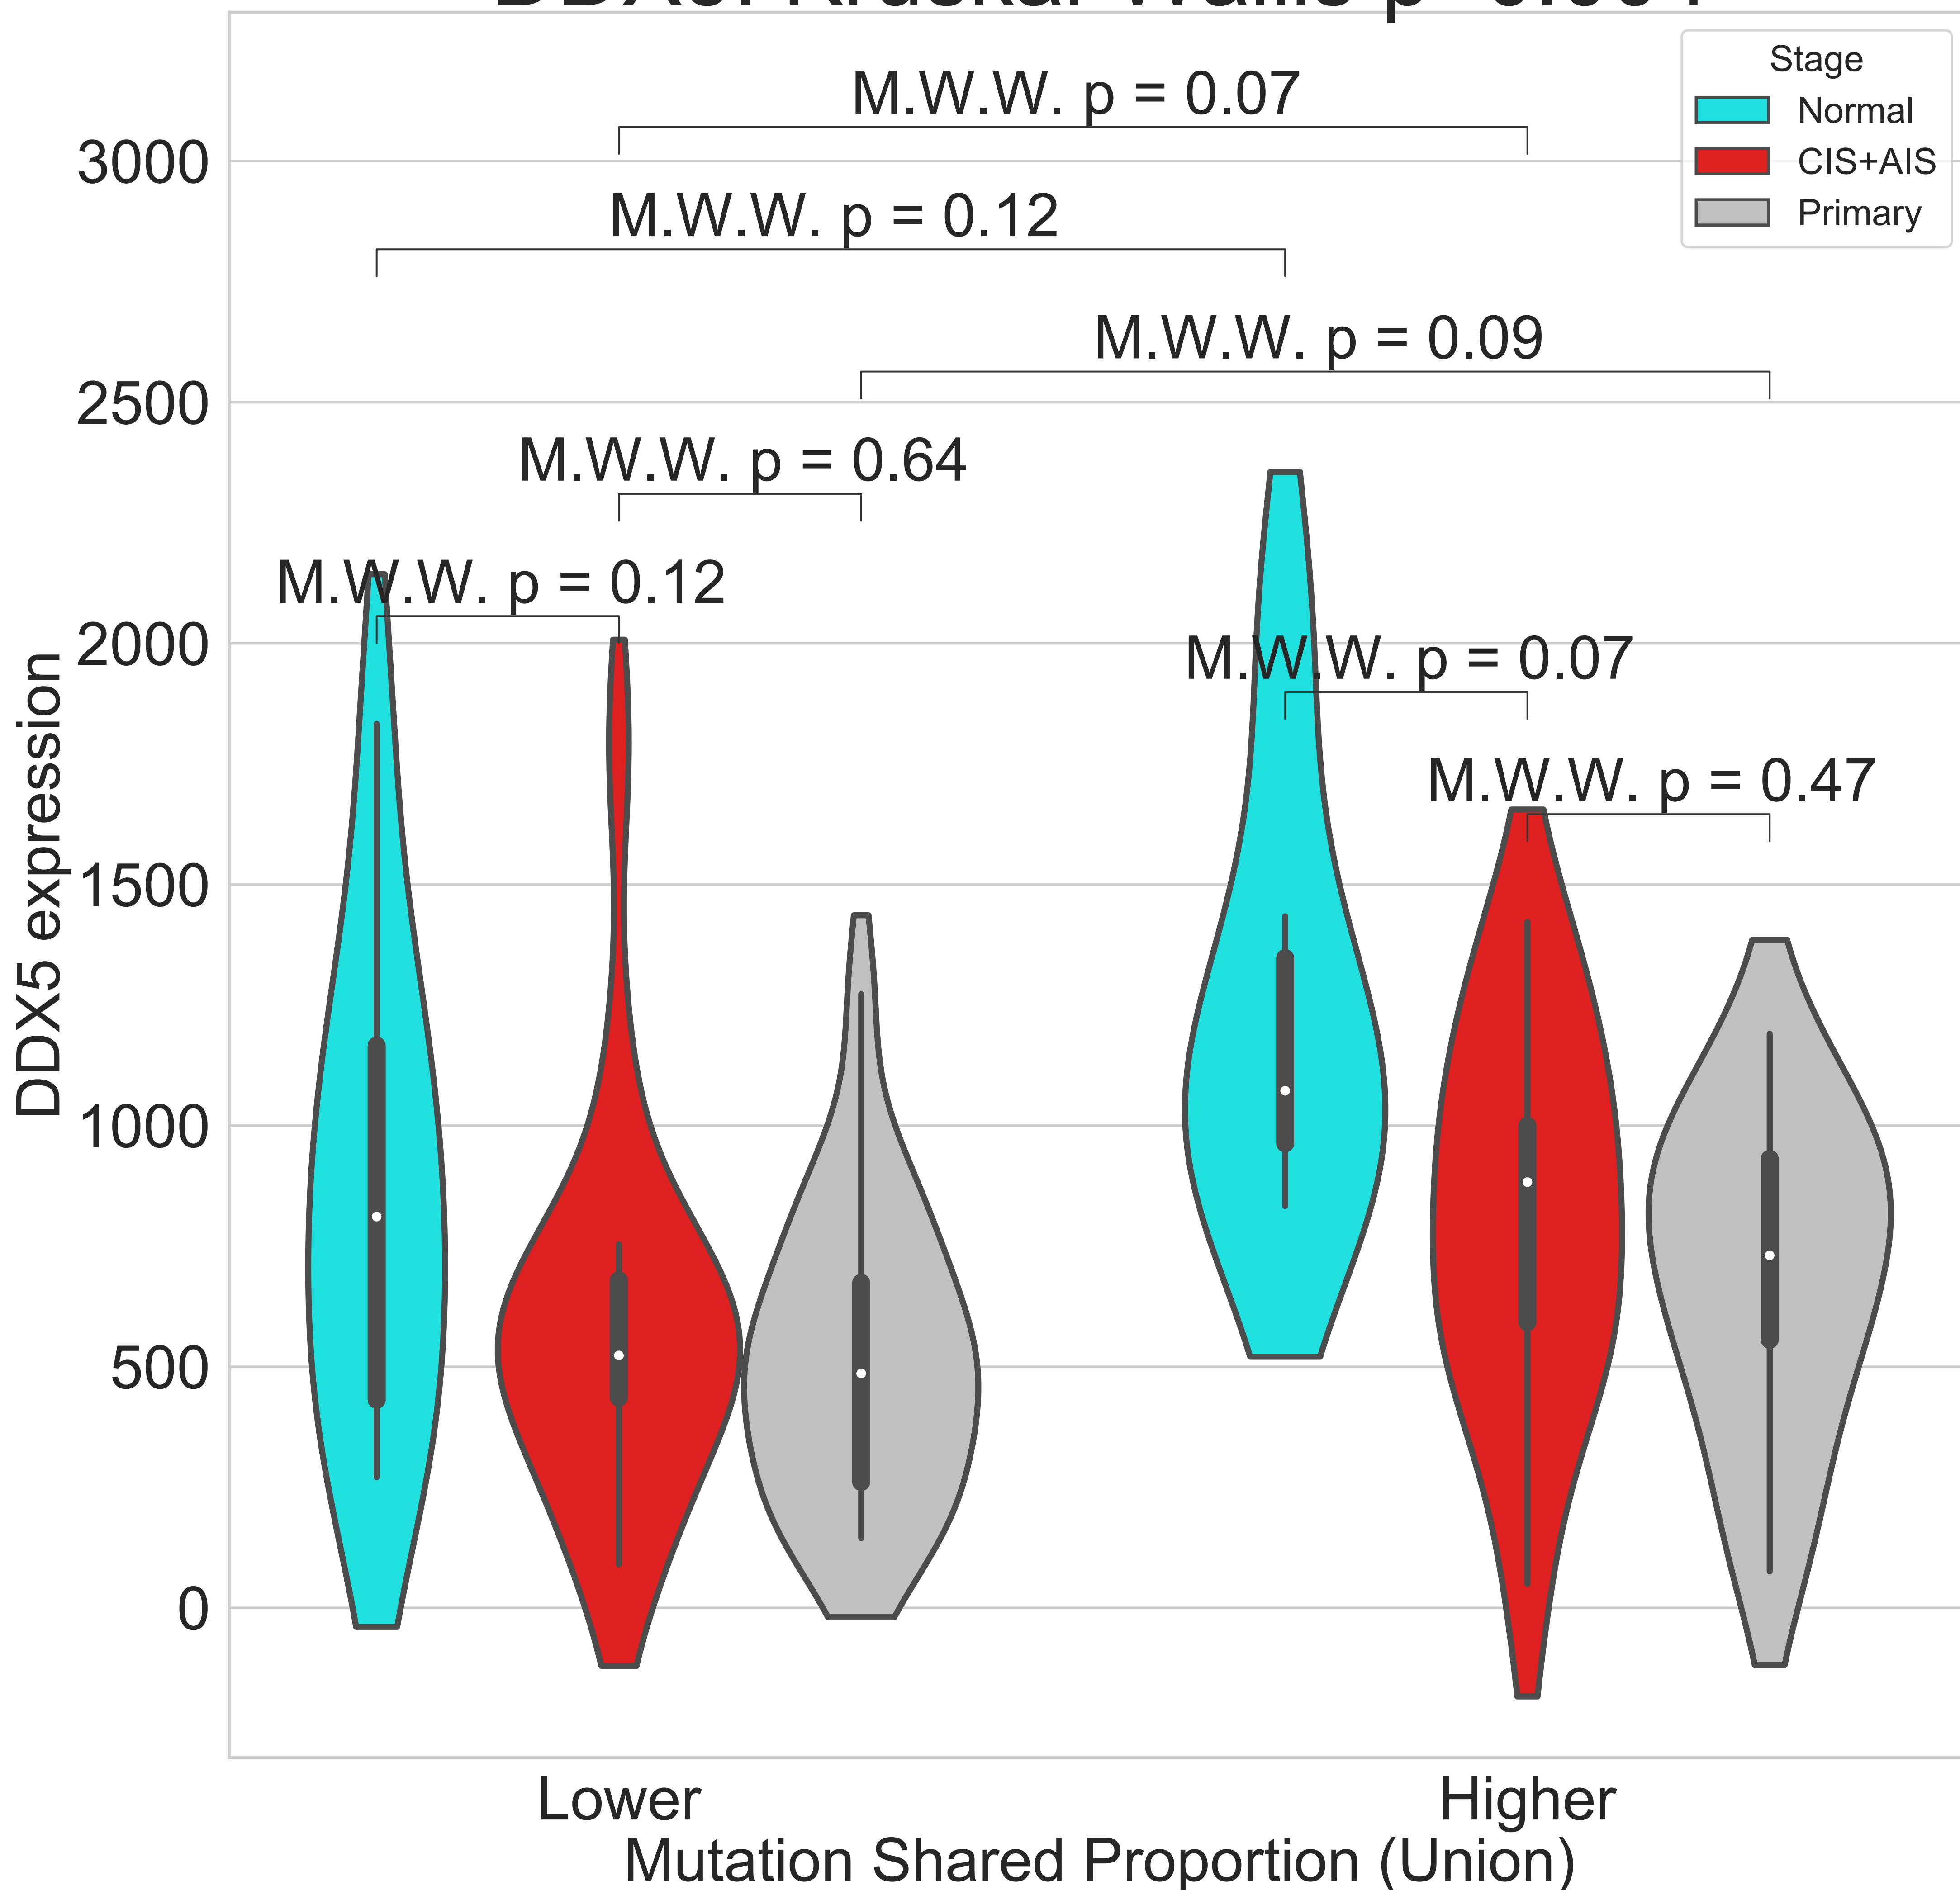 Stage
Normal
CIS+AIS
Primary
M.W.W. p = 0.07
3000
M.W.W. p = 0.12
M.W.W. p = 0.09
2500
M.W.W. p = 0.64
M.W.W. p = 0.12
2000
M.W.W. p = 0.07
M.W.W. p = 0.47
1500
DDX5 expression
1000
500
0
Lower
Higher
Mutation Shared Proportion (Union)